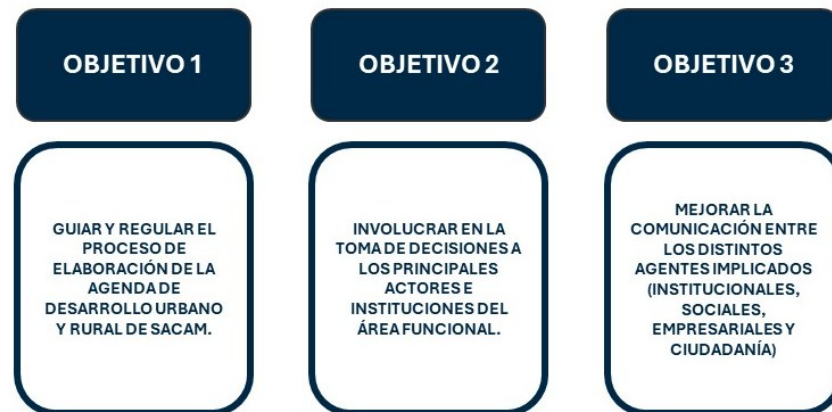 OBJETIVO 1
GUIAR Y REGULAR EL
PROCESO DE
ELABORACIÓN DE LA
AGENDA DE
DESARROLLO URBANO
Y RURAL DE SACAM.
OBJETIVO 2
INVOLUCRAR EN LA
TOMA DE DECISIONES A
LOS PRINCIPALES
ACTORES E
INSTITUCIONES DEL
ÁREA FUNCIONAL.
OBJETIVO 3
MEJORAR LA
COMUNICACIÓN ENTRE
LOS DISTINTOS
AGENTES IMPLICADOS
(INSTITUCIONALES,
SOCIALES,
EMPRESARIALES Y
CIUDADANÍA)